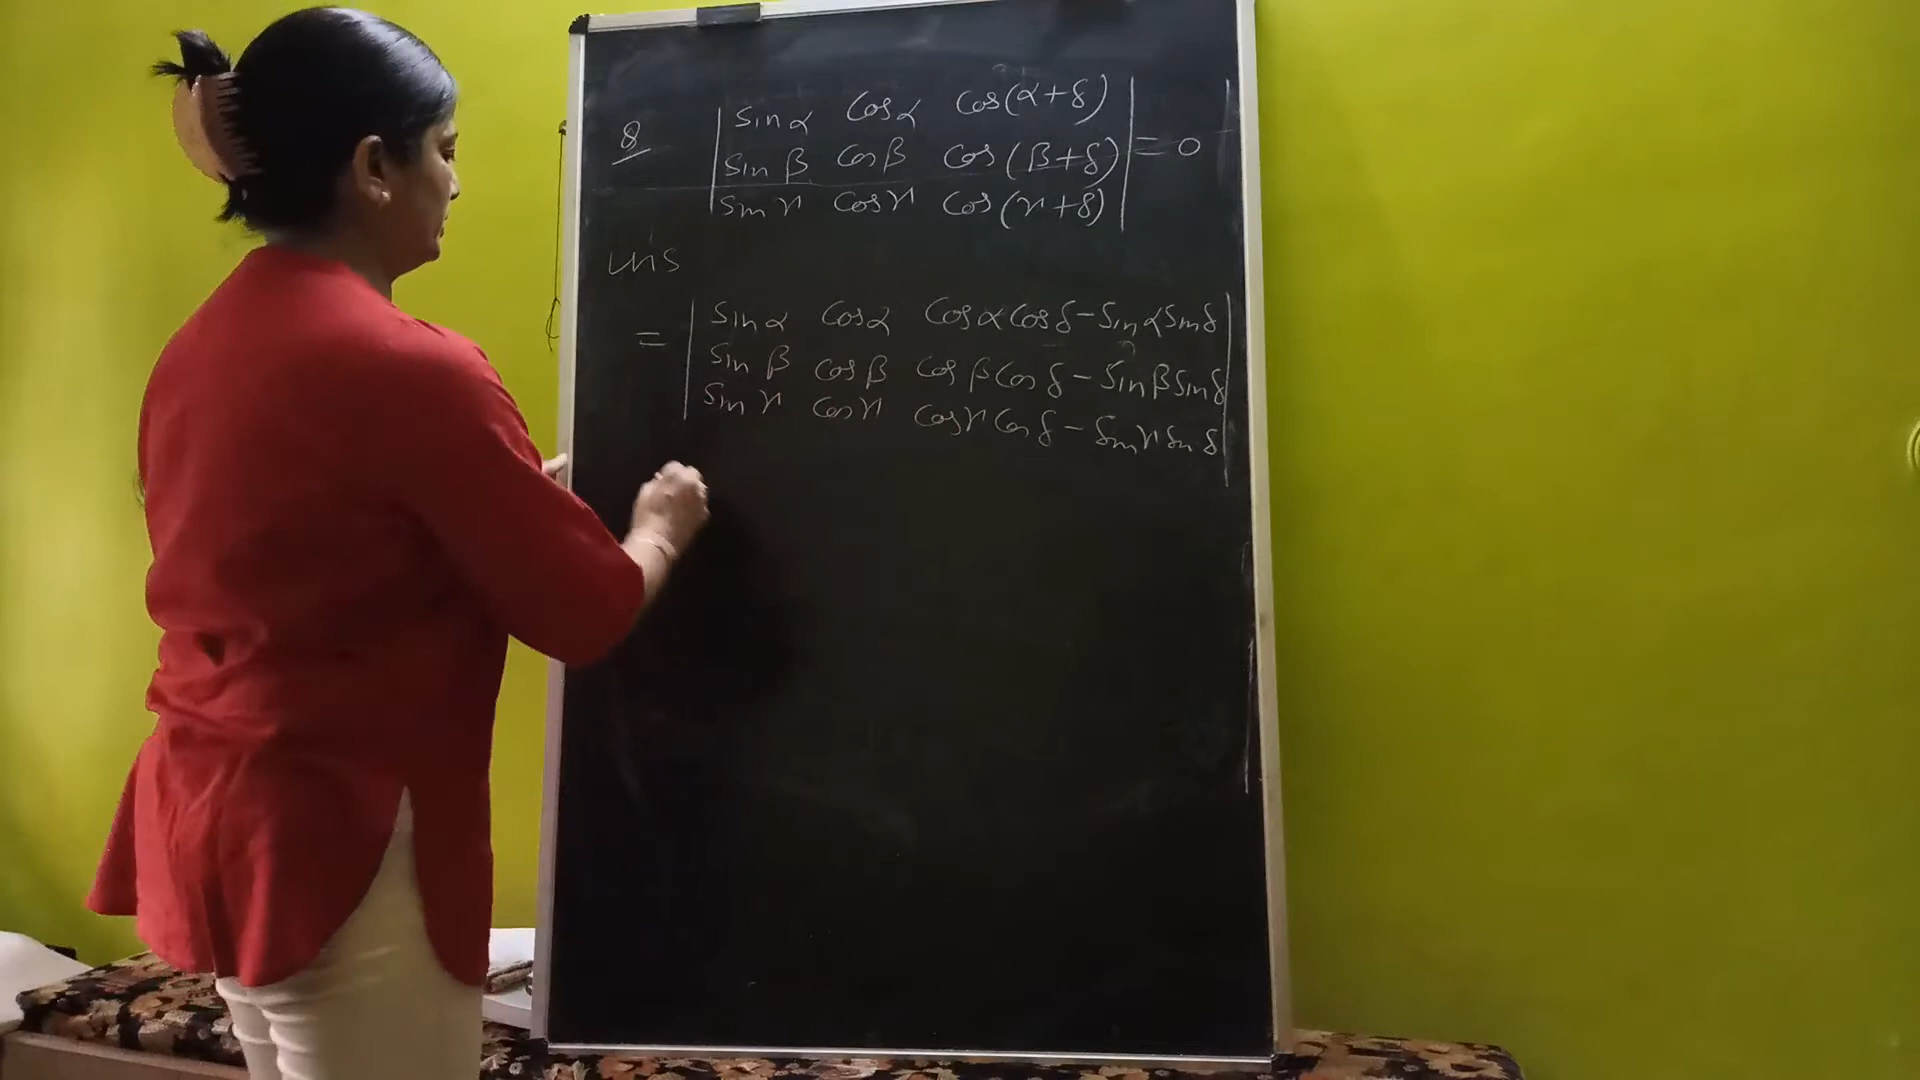 8 | sin α cos α cos(α+δ) |
| sin β cos β cos(β+δ) | = 0
| sin γ cos γ cos(γ+δ) |
LHS
| sin α cos α cos α cos δ - sin α sin δ |
= | sin β cos β cos β cos δ - sin β sin δ |
| sin γ cos γ cos γ cos δ - sin γ sin δ |